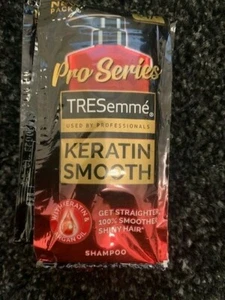 Pro Series
TRESemmé
USED BY PROFESSIONALS
KERATIN
SMOOTH
GET STRAIGHTER,
100% SMOOTHER,
SHINY HAIR*
SHAMPOO